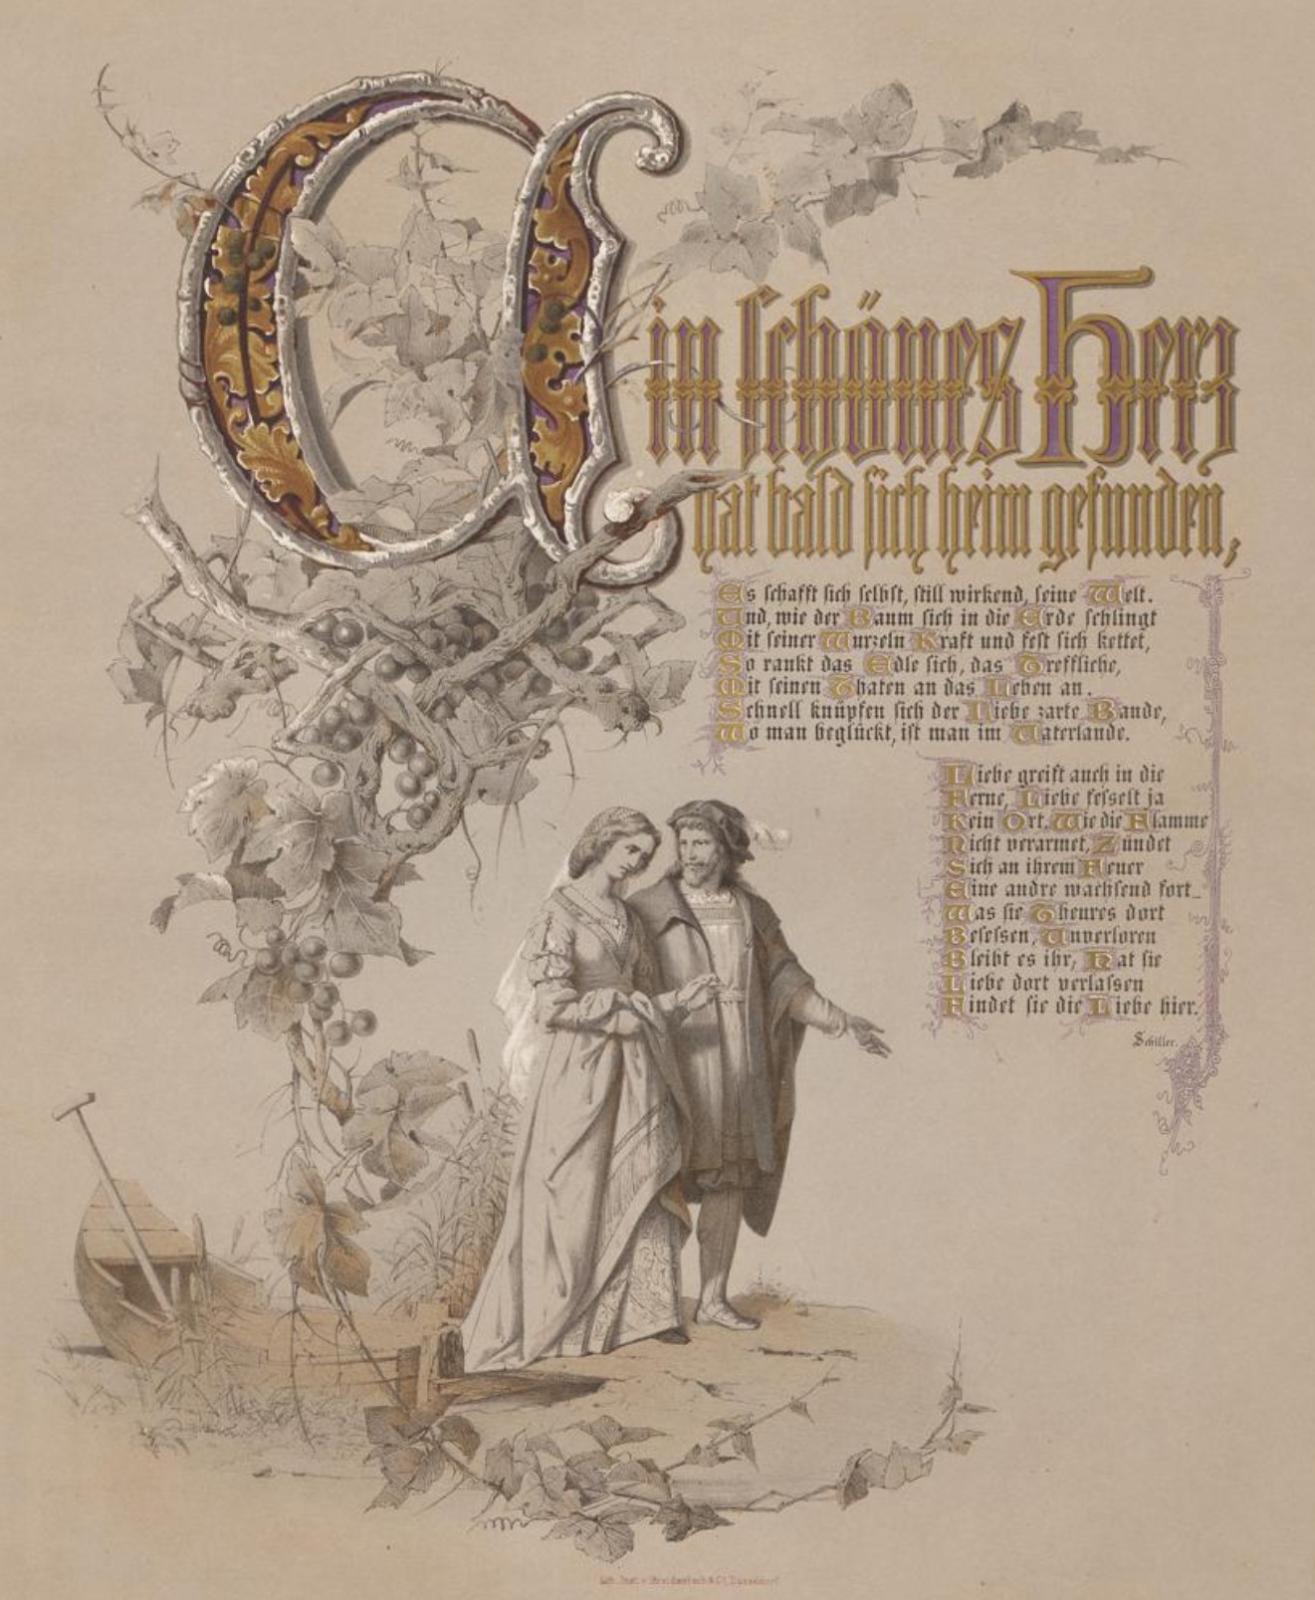 Ein schönes Herz
hat bald sich heim gefunden,
Es schafft sich selbst, still wirkend, seine Welt.
Und, wie der Baum sich in die Erde schlingt
Mit seiner Wurzeln Kraft und fest sich kettet,
So rankt das Edle sich, das Treffliche,
Mit seinen Thaten an das Leben an.
Schnell knüpfen sich der Liebe zarte Bande,
Wo man beglückt, ist man im Vaterlande.
Liebe greift auch in die
Ferne, Liebe fesselt ja
Kein Ort. Wie die Flamme
Nicht verarmet, Zündet
Sich an ihrem Feuer
Eine andre wachsend fort_
Was sie Theures dort
Besessen, Unverloren
Bleibt es ihr, Hat sie
Liebe dort verlassen
Findet sie die Liebe hier.
Schiller.
Lith. Inst. v. Breidenbach & Co. Düsseldorf